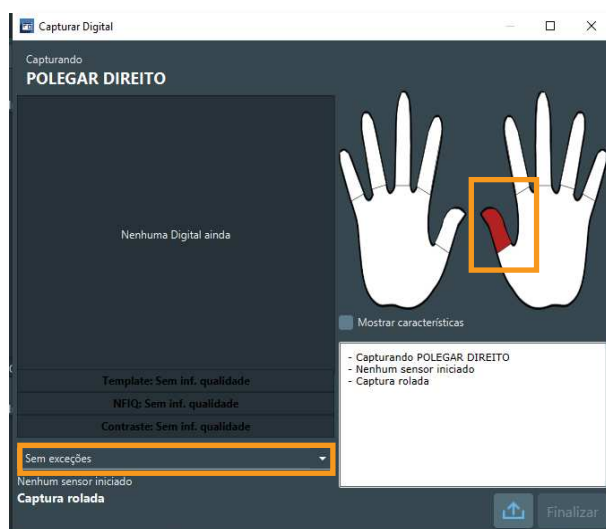 Capturar Digital
Capturando
POLEGAR DIREITO
Nenhuma Digital ainda
Template: Sem inf. qualidade
NFIQ: Sem inf. qualidade
Contraste: Sem inf. qualidade
Sem exceções
Nenhum sensor iniciado
Captura rolada
Mostrar características
- Capturando POLEGAR DIREITO
- Nenhum sensor iniciado
- Captura rolada
Finalizar